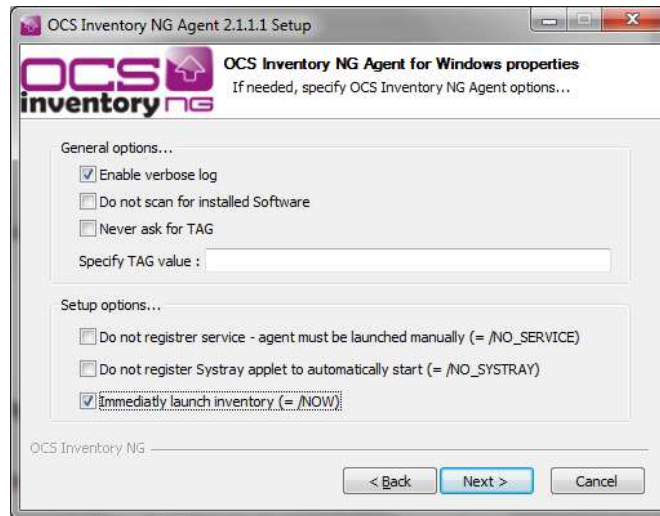 OCS Inventory NG Agent 2.1.1.1 Setup
OCS
inventory NG
OCS Inventory NG Agent for Windows properties
If needed, specify OCS Inventory NG Agent options...
General options...
Enable verbose log
Do not scan for installed Software
Never ask for TAG
Specify TAG value :
Setup options...
Do not registrer service - agent must be launched manually (= /NO_SERVICE)
Do not register Systray applet to automatically start (= /NO_SYSTRAY)
Immediatly launch inventory (= /NOW)
OCS Inventory NG
< Back
Next >
Cancel